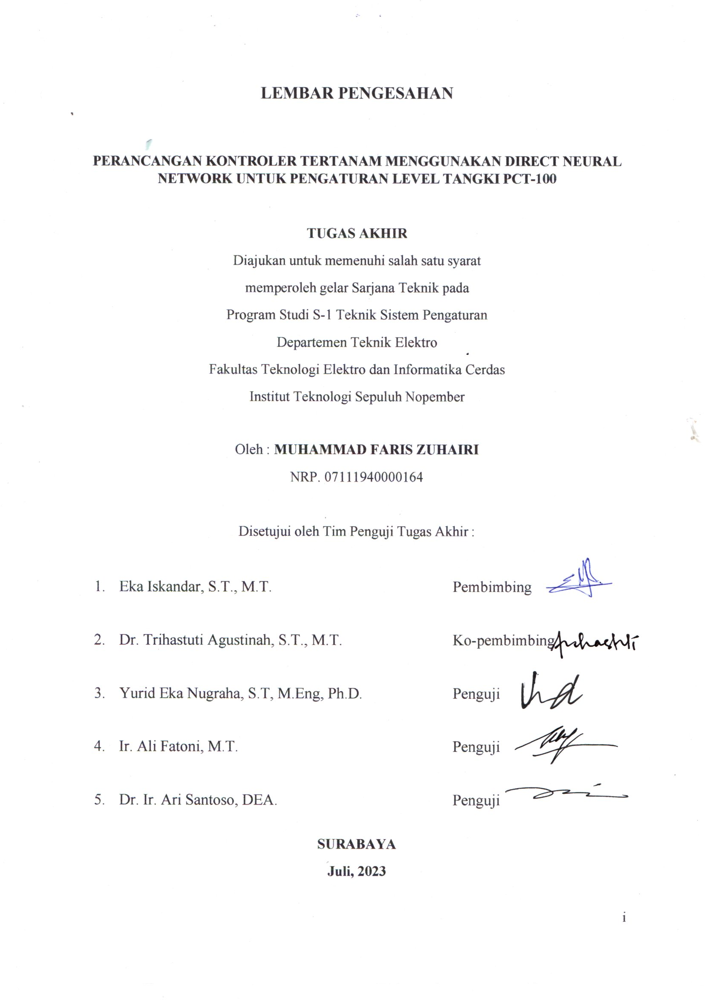 LEMBAR PENGESAHAN
PERANCANGAN KONTROLER TERTANAM MENGGUNAKAN DIRECT NEURAL
NETWORK UNTUK PENGATURAN LEVEL TANGKI PCT-100
TUGAS AKHIR
Diajukan untuk memenuhi salah satu syarat
memperoleh gelar Sarjana Teknik pada
Program Studi S-1 Teknik Sistem Pengaturan
Departemen Teknik Elektro
Fakultas Teknologi Elektro dan Informatika Cerdas
Institut Teknologi Sepuluh Nopember
Oleh : MUHAMMAD FARIS ZUHAIRI
NRP. 07111940000164
Disetujui oleh Tim Penguji Tugas Akhir :
1. Eka Iskandar, S.T., M.T. Pembimbing
2. Dr. Trihastuti Agustinah, S.T., M.T. Ko-pembimbing
3. Yurid Eka Nugraha, S.T, M.Eng, Ph.D. Penguji
4. Ir. Ali Fatoni, M.T. Penguji
5. Dr. Ir. Ari Santoso, DEA. Penguji
SURABAYA
Juli, 2023
i